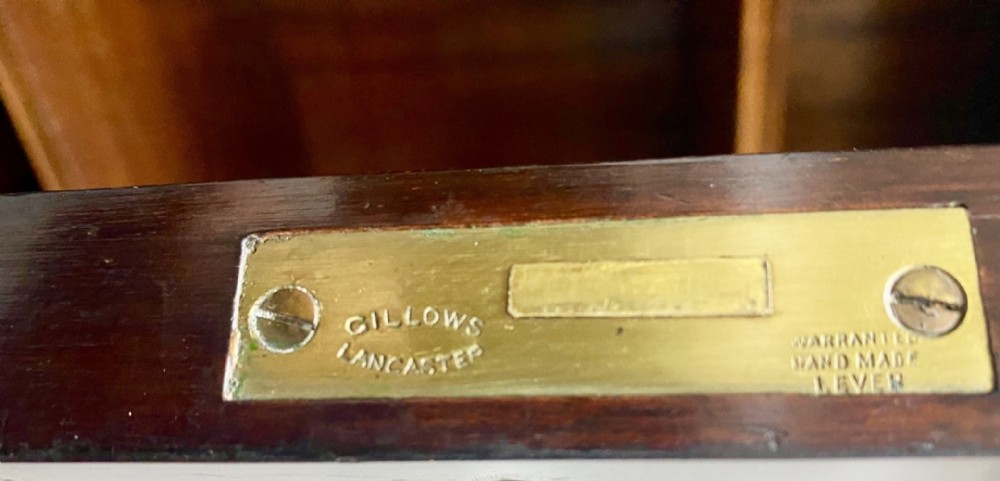 GILLOWS
LANCASTER
WARRANTED
HAND MADE
LEVER